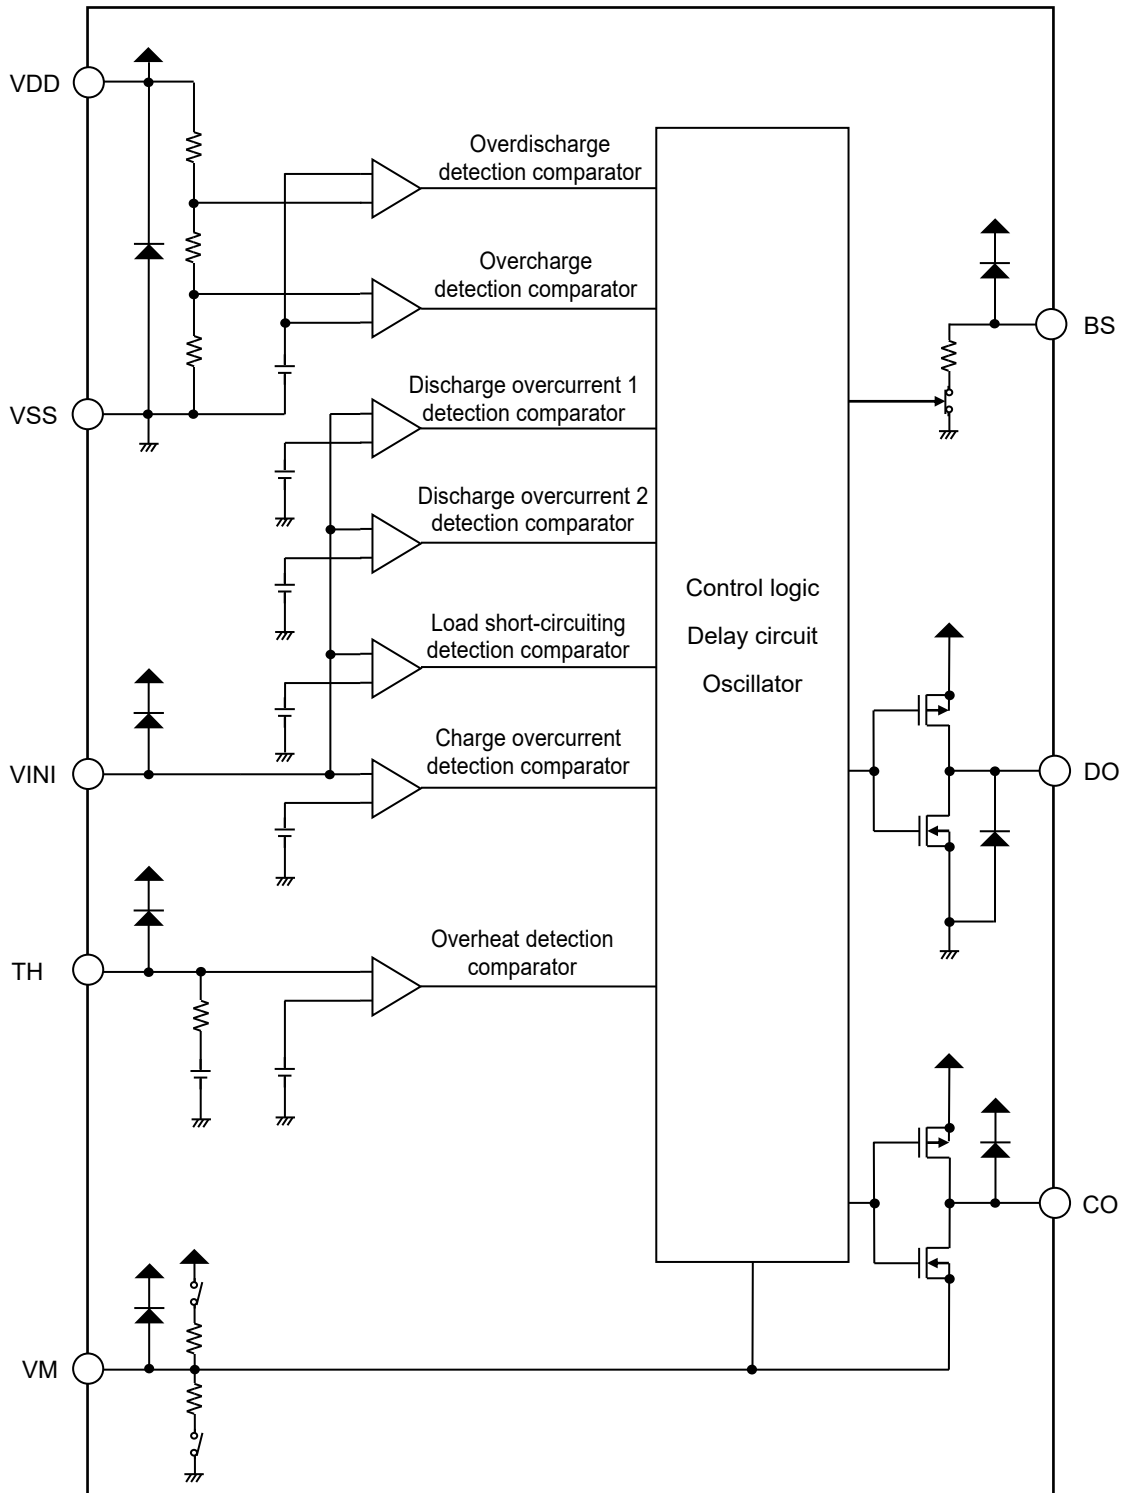 VDD
Overdischarge
detection comparator
Overcharge
detection comparator
BS
VSS
Discharge overcurrent 1
detection comparator
Discharge overcurrent 2
detection comparator
Control logic
Delay circuit
Oscillator
Load short-circuiting
detection comparator
VINI
Charge overcurrent
detection comparator
DO
TH
Overheat detection
comparator
CO
VM